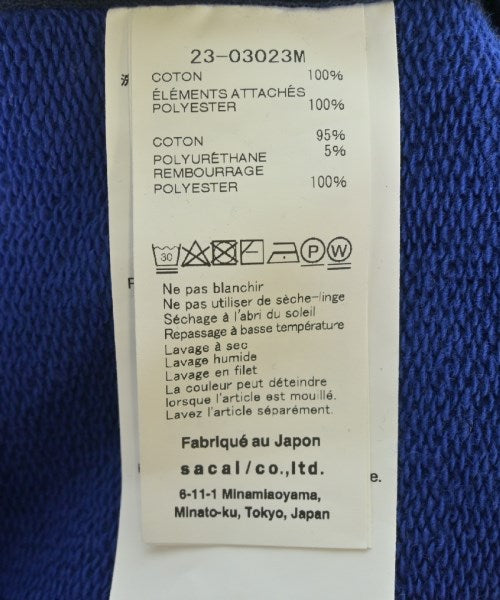 23-03023M
COTON 100%
ÉLÉMENTS ATTACHÉS
POLYESTER 100%
COTON 95%
POLYURÉTHANE 5%
REMBOURRAGE
POLYESTER 100%
30 P W
Ne pas blanchir
Ne pas utiliser de sèche-linge
Séchage à l'abri du soleil
Repassage à basse température
Lavage à sec
Lavage humide
Lavage en filet
La couleur peut déteindre
lorsque l'article est mouillé.
Lavez l'article séparément.
Fabriqué au Japon
sacai/co.,ltd.
6-11-1 Minamiaoyama,
Minato-ku, Tokyo, Japan
e.